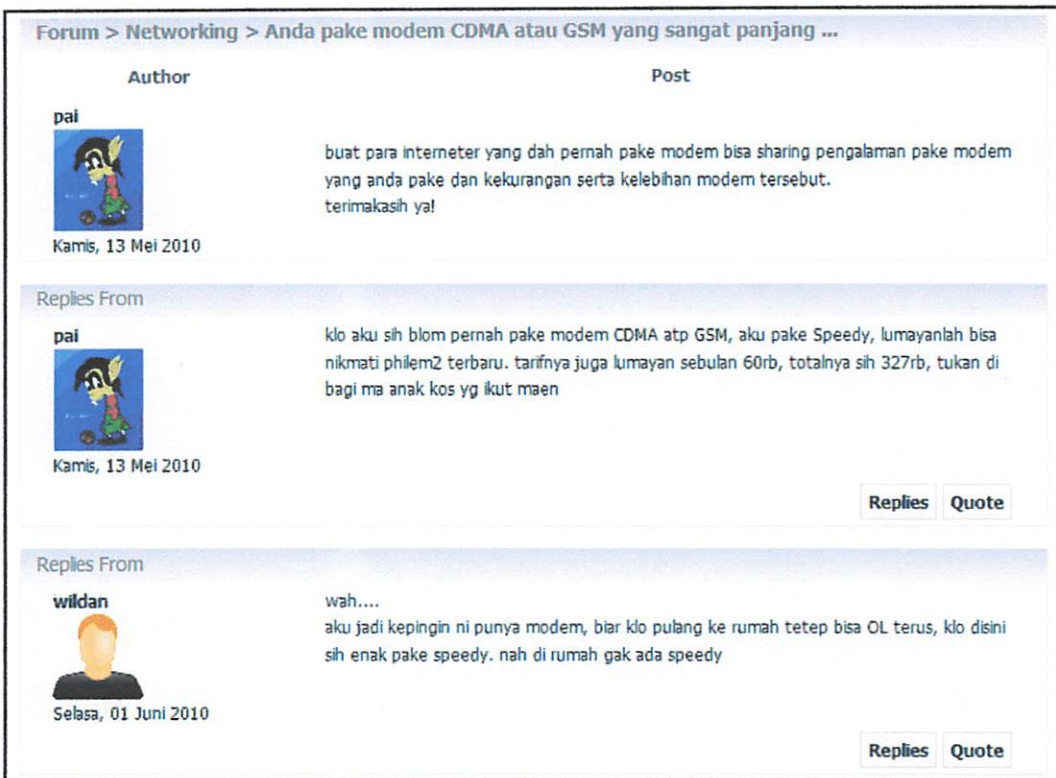 Forum > Networking > Anda pake modem CDMA atau GSM yang sangat panjang ...
Author
Post
pai
buat para interneter yang dah pernah pake modem bisa sharing pengalaman pake modem
yang anda pake dan kekurangan serta kelebihan modem tersebut.
terimakasih ya!
Kamis, 13 Mei 2010
Replies From
pai
klo aku sih blom pernah pake modem CDMA atp GSM, aku pake Speedy, lumayanlah bisa
nikmati philem2 terbaru. tarifnya juga lumayan sebulan 60rb, totalnya sih 327rb, tukan di
bagi ma anak kos yg ikut maen
Kamis, 13 Mei 2010
Replies
Quote
Replies From
wildan
wah....
aku jadi kepingin ni punya modem, biar klo pulang ke rumah tetep bisa OL terus, klo disini
sih enak pake speedy. nah di rumah gak ada speedy
Selasa, 01 Juni 2010
Replies
Quote